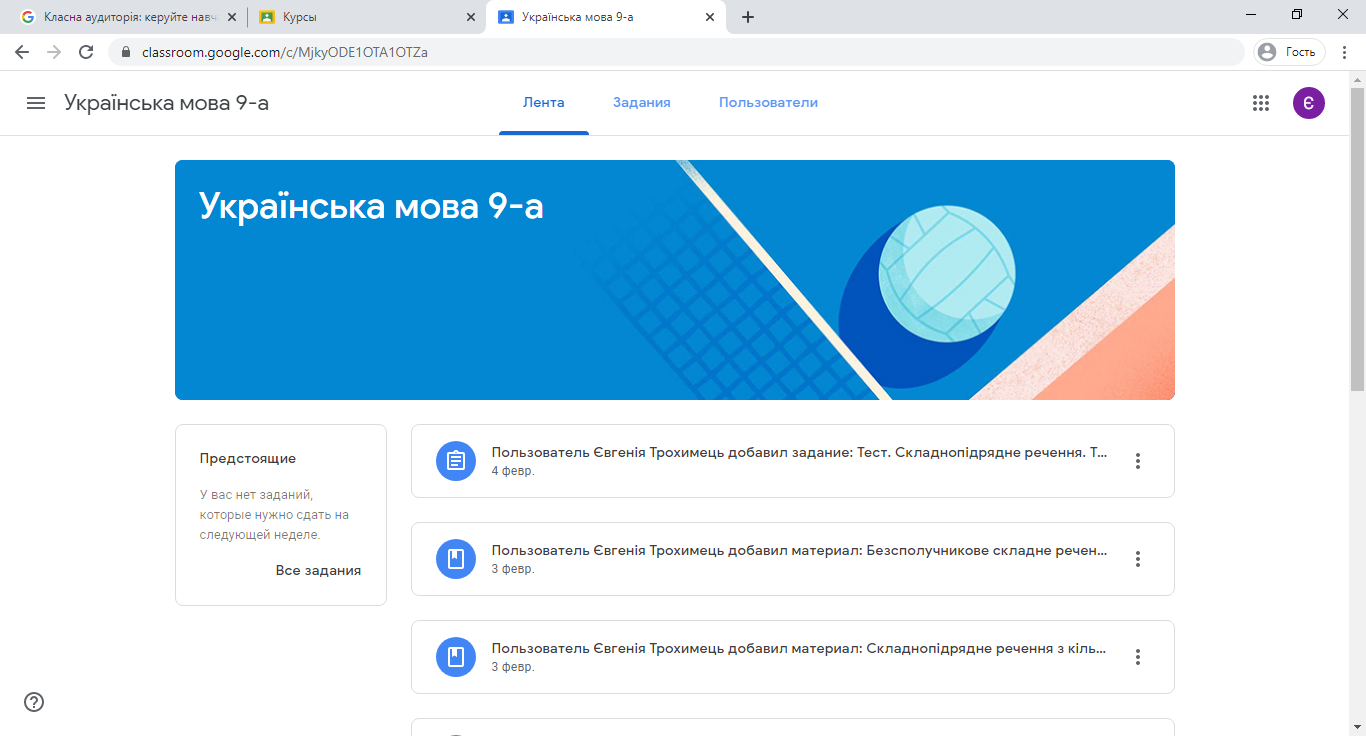 Класна аудиторія: керуйте навч
Курсы
Українська мова 9-а
classroom.google.com/c/MjkyODE1OTA1OTZa
Гость
Українська мова 9-а
Лента
Задания
Пользователи
Є
Українська мова 9-а
Предстоящие
У вас нет заданий,
которые нужно сдать на
следующей неделе.
Все задания
Пользователь Євгенія Трохимець добавил задание: Тест. Складнопідрядне речення. Т...
4 февр.
Пользователь Євгенія Трохимець добавил материал: Безсполучникове складне речен...
3 февр.
Пользователь Євгенія Трохимець добавил материал: Складнопідрядне речення з кіль...
3 февр.